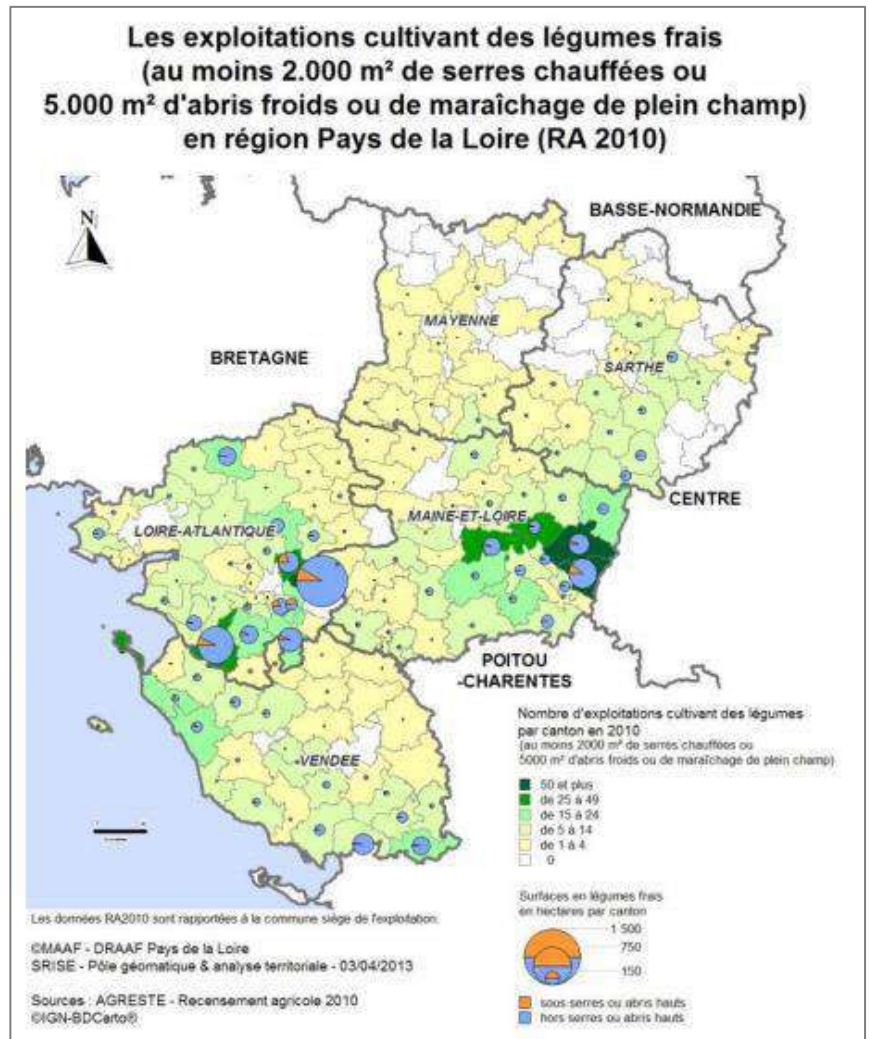 Les exploitations cultivant des légumes frais
(au moins 2.000 m² de serres chauffées ou
5.000 m² d'abris froids ou de maraîchage de plein champ)
en région Pays de la Loire (RA 2010)
N
BASSE-NORMANDIE
MAYENNE
BRETAGNE
SARTHE
CENTRE
MAINE-ET-LOIRE
LOIRE-ATLANTIQUE
POITOU
-CHARENTES
VENDEE
Nombre d'exploitations cultivant des légumes
par canton en 2010
(au moins 2000 m² de serres chauffées ou
5000 m² d'abris froids ou de maraîchage de plein champ)
50 et plus
de 25 à 49
de 15 à 24
de 5 à 14
de 1 à 4
0
Surfaces en légumes frais
en hectares par canton
1 500
750
150
sous serres ou abris hauts
hors serres ou abris hauts
Les données RA2010 sont rapportées à la commune siège de l'exploitation.
©MAAF - DRAAF Pays de la Loire
SRISE - Pôle géomatique & analyse territoriale - 03/04/2013
Sources : AGRESTE - Recensement agricole 2010
©IGN-BDCarto®